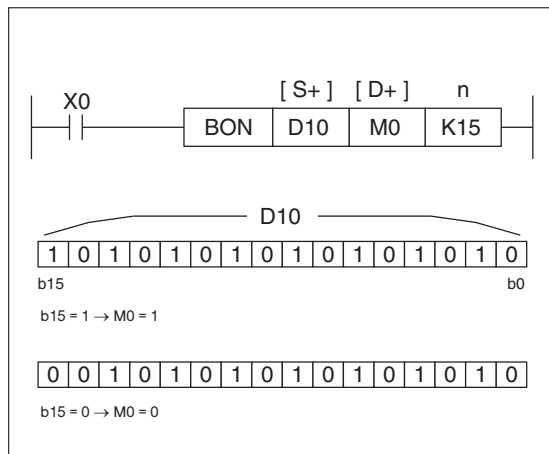 [ S+ ] [ D+ ] n
X0
BON D10 M0 K15
D10
1 0 1 0 1 0 1 0 1 0 1 0 1 0 1 0
b15 b0
b15 = 1 → M0 = 1
0 0 1 0 1 0 1 0 1 0 1 0 1 0 1 0
b15 = 0 → M0 = 0